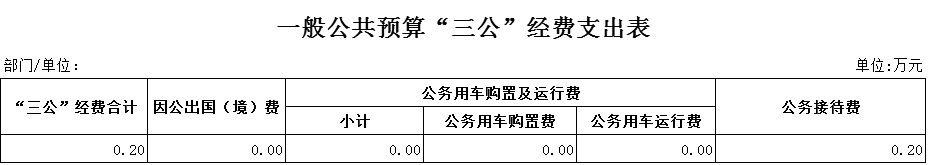 一般公共预算“三公”经费支出表
部门/单位： 单位:万元
“三公”经费合计 因公出国（境）费 公务用车购置及运行费 公务接待费
小计 公务用车购置费 公务用车运行费
0.20 0.00 0.00 0.00 0.00 0.20